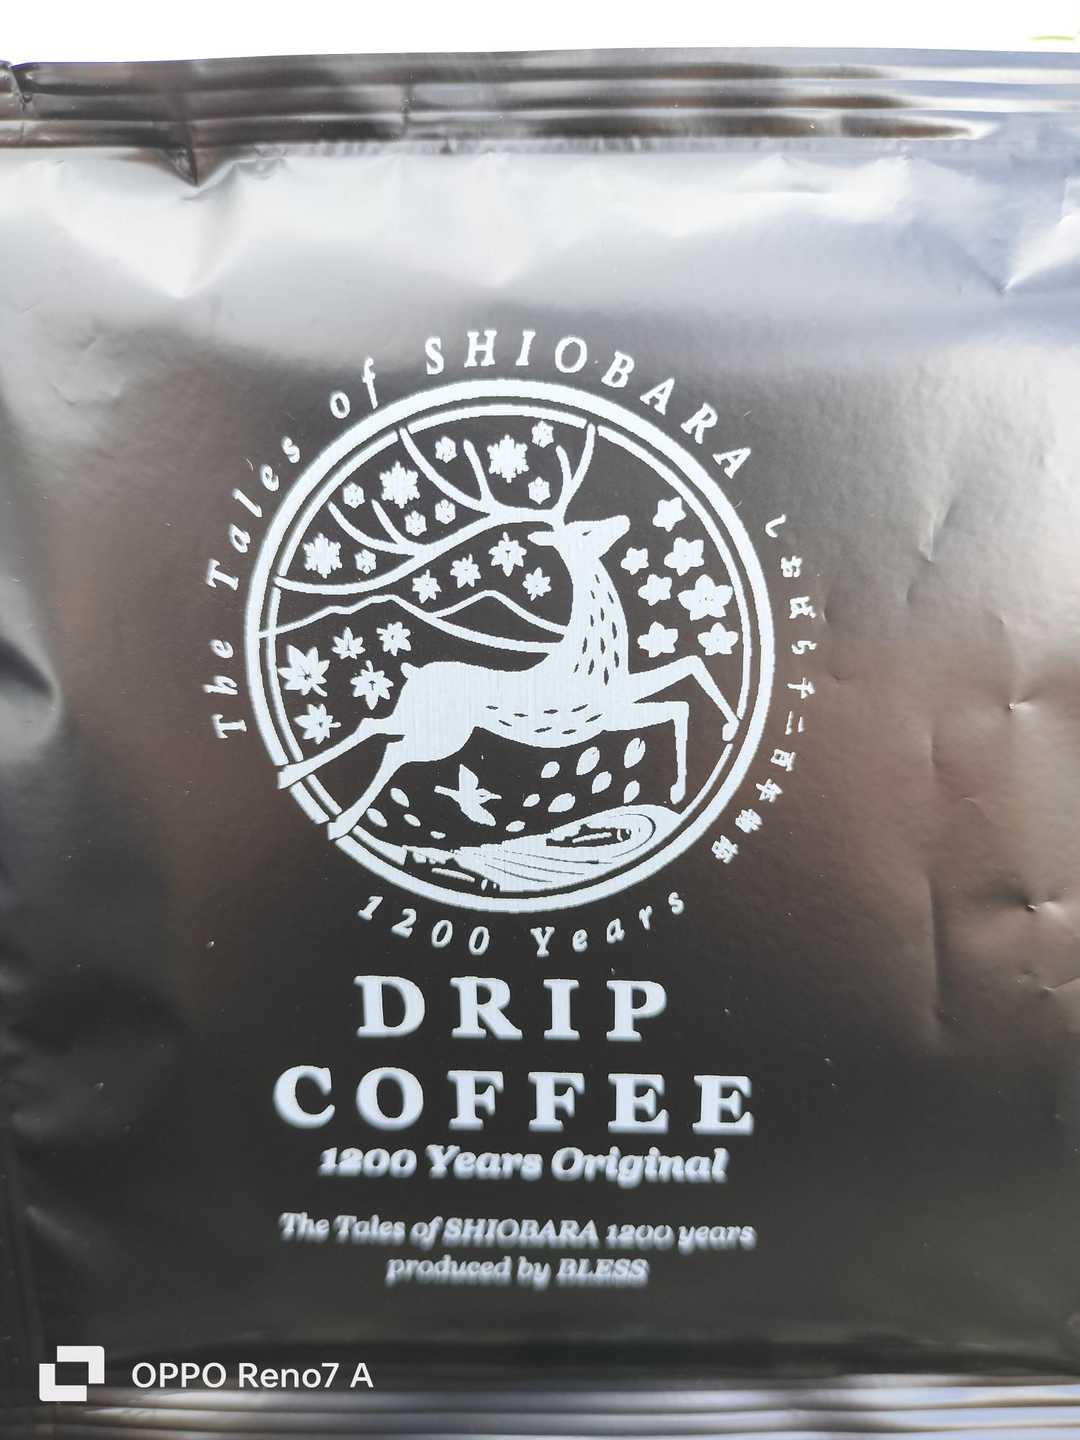 The Tales of SHIOBARA
しおばら千二百年物語
1200 Years
DRIP
COFFEE
1200 Years Original
The Tales of SHIOBARA 1200 years
produced by BLESS
OPPO Reno7 A